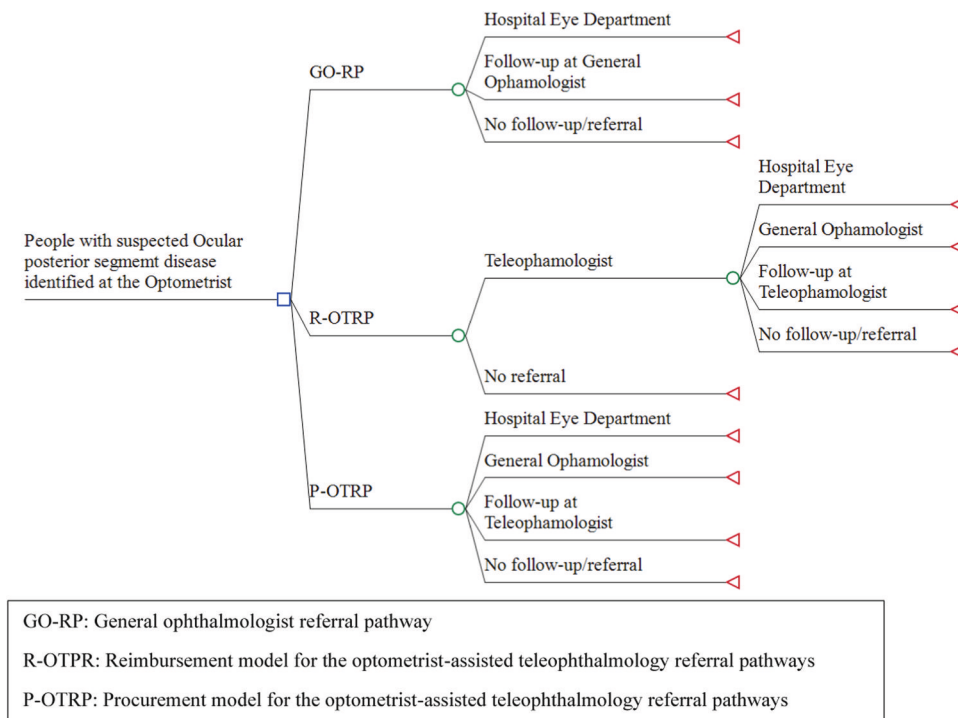 Hospital Eye Department
Follow-up at General
Ophamologist
No follow-up/referral
GO-RP
People with suspected Ocular
posterior segmemt disease
identified at the Optometrist
Hospital Eye
Department
General Ophamologist
Follow-up at
Teleophamologist
No follow-up/referral
Teleophamologist
R-OTRP
No referral
Hospital Eye Department
General Ophamologist
Follow-up at
Teleophamologist
No follow-up/referral
P-OTRP
GO-RP: General ophthalmologist referral pathway
R-OTPR: Reimbursement model for the optometrist-assisted teleophthalmology referral pathways
P-OTRP: Procurement model for the optometrist-assisted teleophthalmology referral pathways